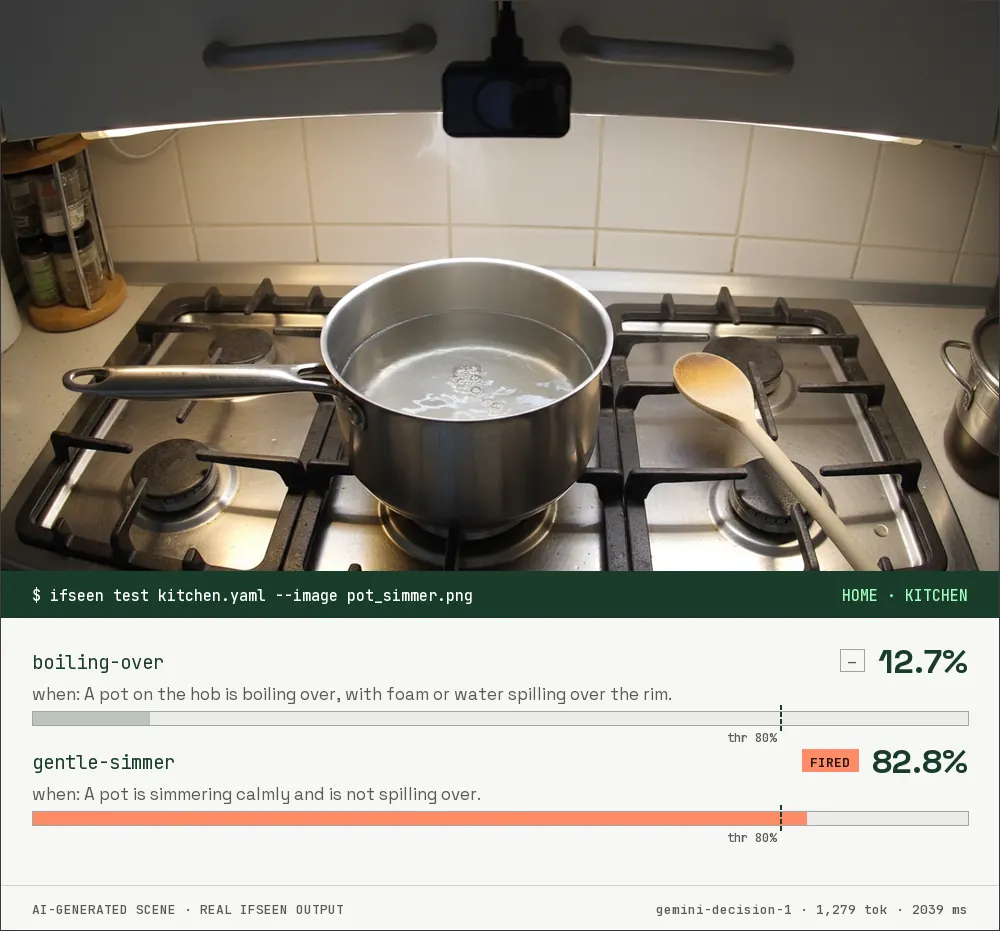 $ ifseen test kitchen.yaml --image pot_simmer.png
HOME · KITCHEN
boiling-over
– 12.7%
when: A pot on the hob is boiling over, with foam or water spilling over the rim.
thr 80%
gentle-simmer
FIRED 82.8%
when: A pot is simmering calmly and is not spilling over.
thr 80%
AI-GENERATED SCENE · REAL IFSEEN OUTPUT
gemini-decision-1 · 1,279 tok · 2039 ms